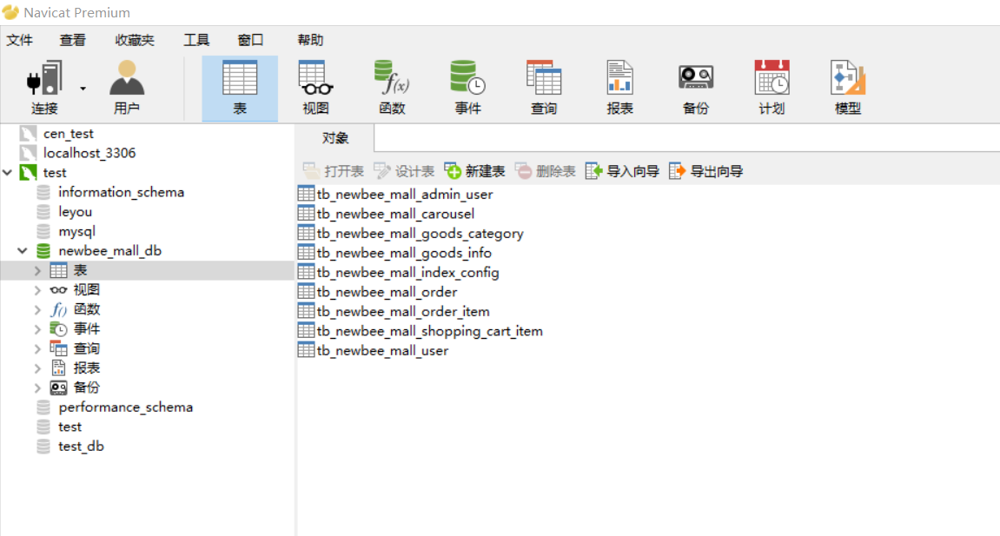 Navicat Premium
文件 查看 收藏夹 工具 窗口 帮助
连接 用户 表 视图 函数 事件 查询 报表 备份 计划 模型
cen_test
localhost_3306
test
information_schema
leyou
mysql
newbee_mall_db
表
视图
函数
事件
查询
报表
备份
performance_schema
test
test_db
对象
打开表 设计表 新建表 删除表 导入向导 导出向导
tb_newbee_mall_admin_user
tb_newbee_mall_carousel
tb_newbee_mall_goods_category
tb_newbee_mall_goods_info
tb_newbee_mall_index_config
tb_newbee_mall_order
tb_newbee_mall_order_item
tb_newbee_mall_shopping_cart_item
tb_newbee_mall_user